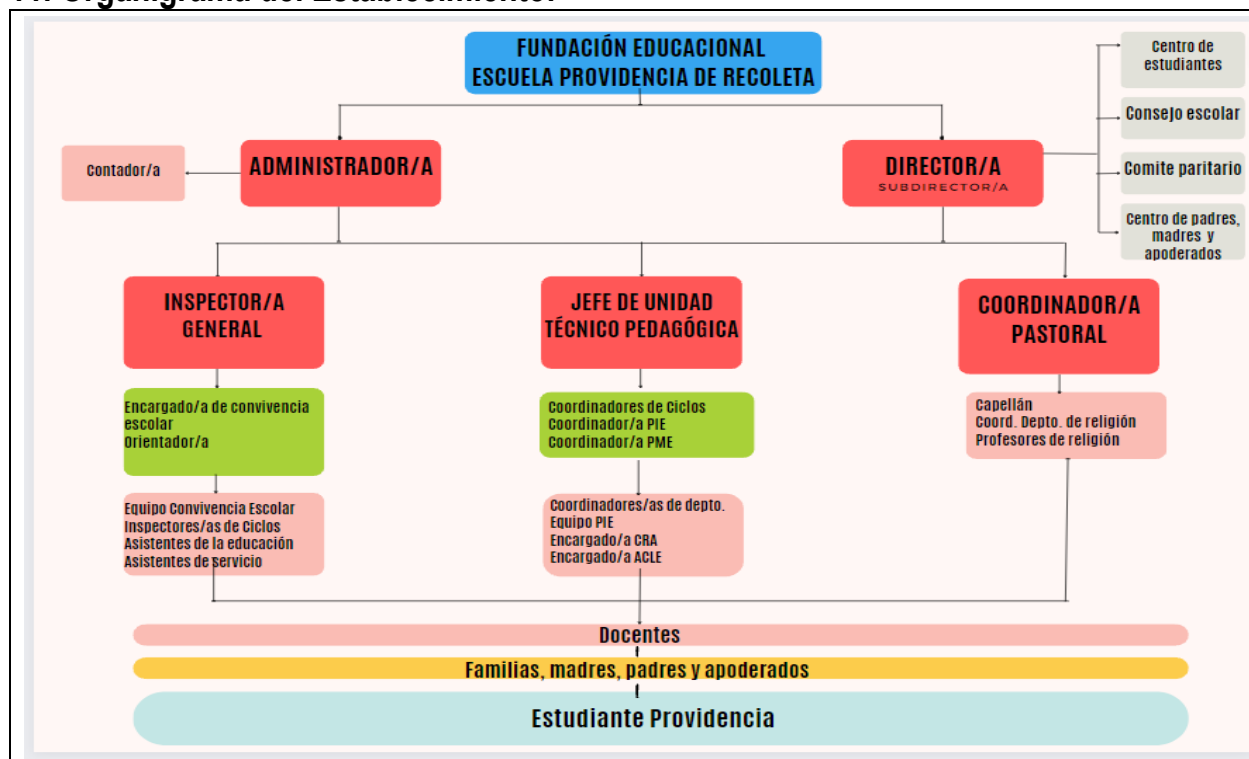 Organigrama del Establecimiento.
FUNDACIÓN EDUCACIONAL
ESCUELA PROVIDENCIA DE RECOLETA
Centro de
estudiantes
Consejo escolar
Comite paritario
Centro de padres,
madres y
apoderados
Contador/a
ADMINISTRADOR/A
DIRECTOR/A
SUBDIRECTOR/A
INSPECTOR/A
GENERAL
JEFE DE UNIDAD
TÉCNICO PEDAGÓGICA
COORDINADOR/A
PASTORAL
Encargado/a de convivencia
escolar
Orientador/a
Coordinadores de Ciclos
Coordinador/a PIE
Coordinador/a PME
Capellán
Coord. Depto. de religión
Profesores de religión
Equipo Convivencia Escolar
Inspectores/as de Ciclos
Asistentes de la educación
Asistentes de servicio
Coordinadores/as de depto.
Equipo PIE
Encargado/a CRA
Encargado/a ACLE
Docentes
Familias, madres, padres y apoderados
Estudiante Providencia